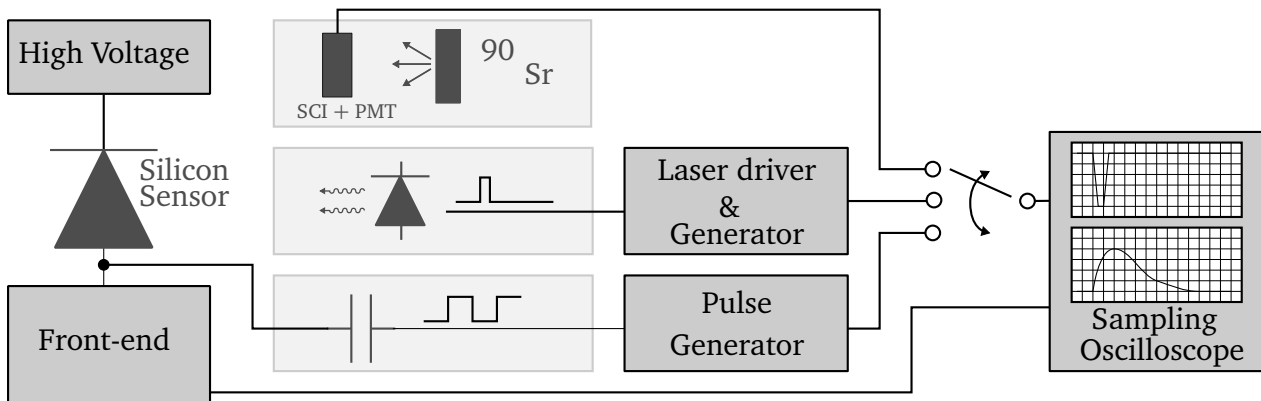 High Voltage
90
Sr
SCI + PMT
Silicon
Sensor
Laser driver
&
Generator
Front-end
Pulse
Generator
Sampling
Oscilloscope